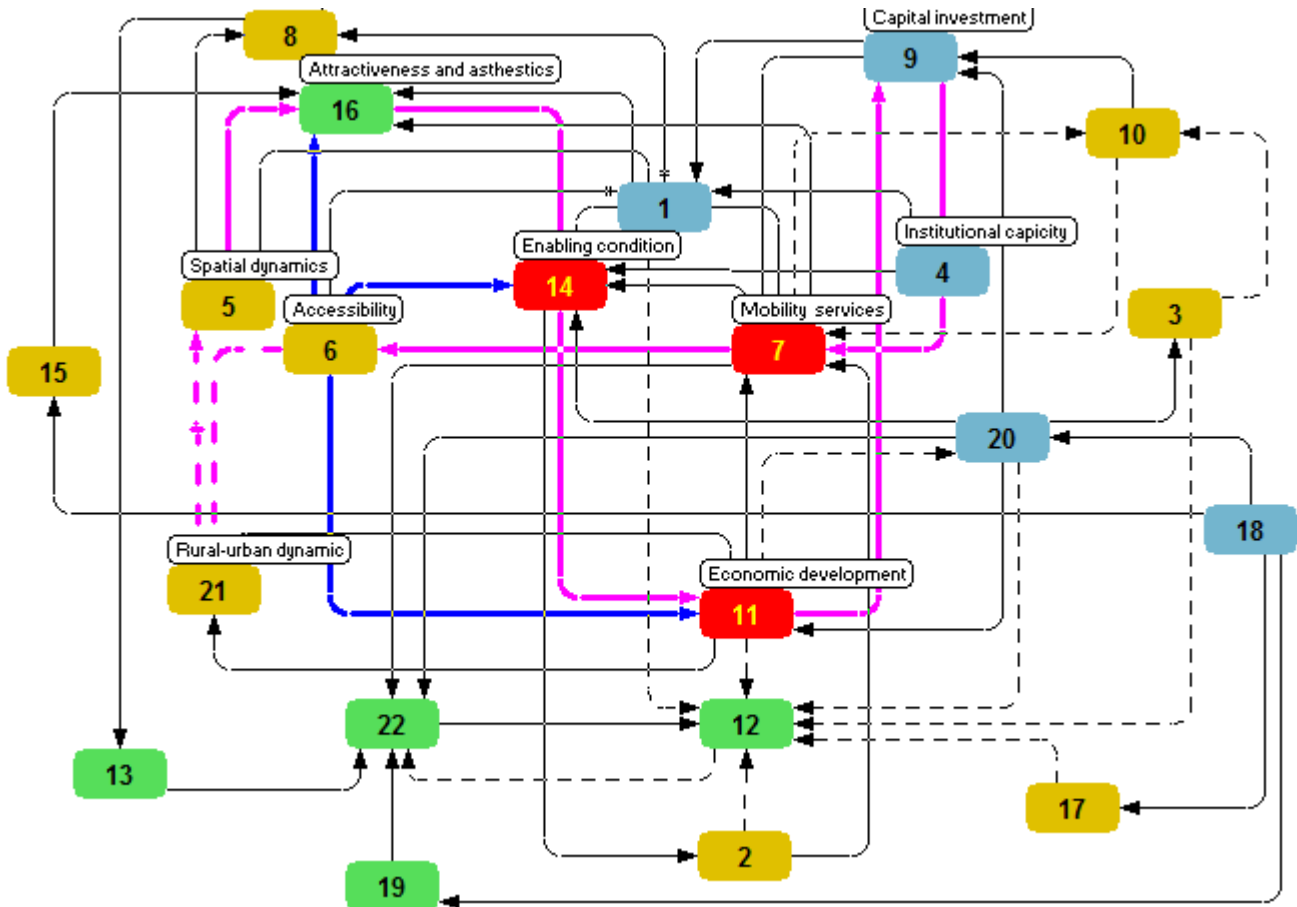 Capital investment
8
9
Attractiveness and asthestics
16
10
1
Enabling condition
Institutional capicity
4
Spatial dynamics
14
5
Accessibility
Mobility services
3
6
7
15
20
18
Rural-urban dynamic
21
Economic development
11
22
12
13
17
2
19